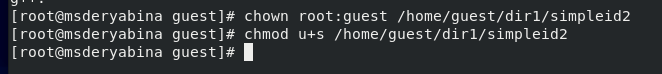 [root@msderyabina guest]# chown root:guest /home/guest/dir1/simpleid2
[root@msderyabina guest]# chmod u+s /home/guest/dir1/simpleid2
[root@msderyabina guest]#